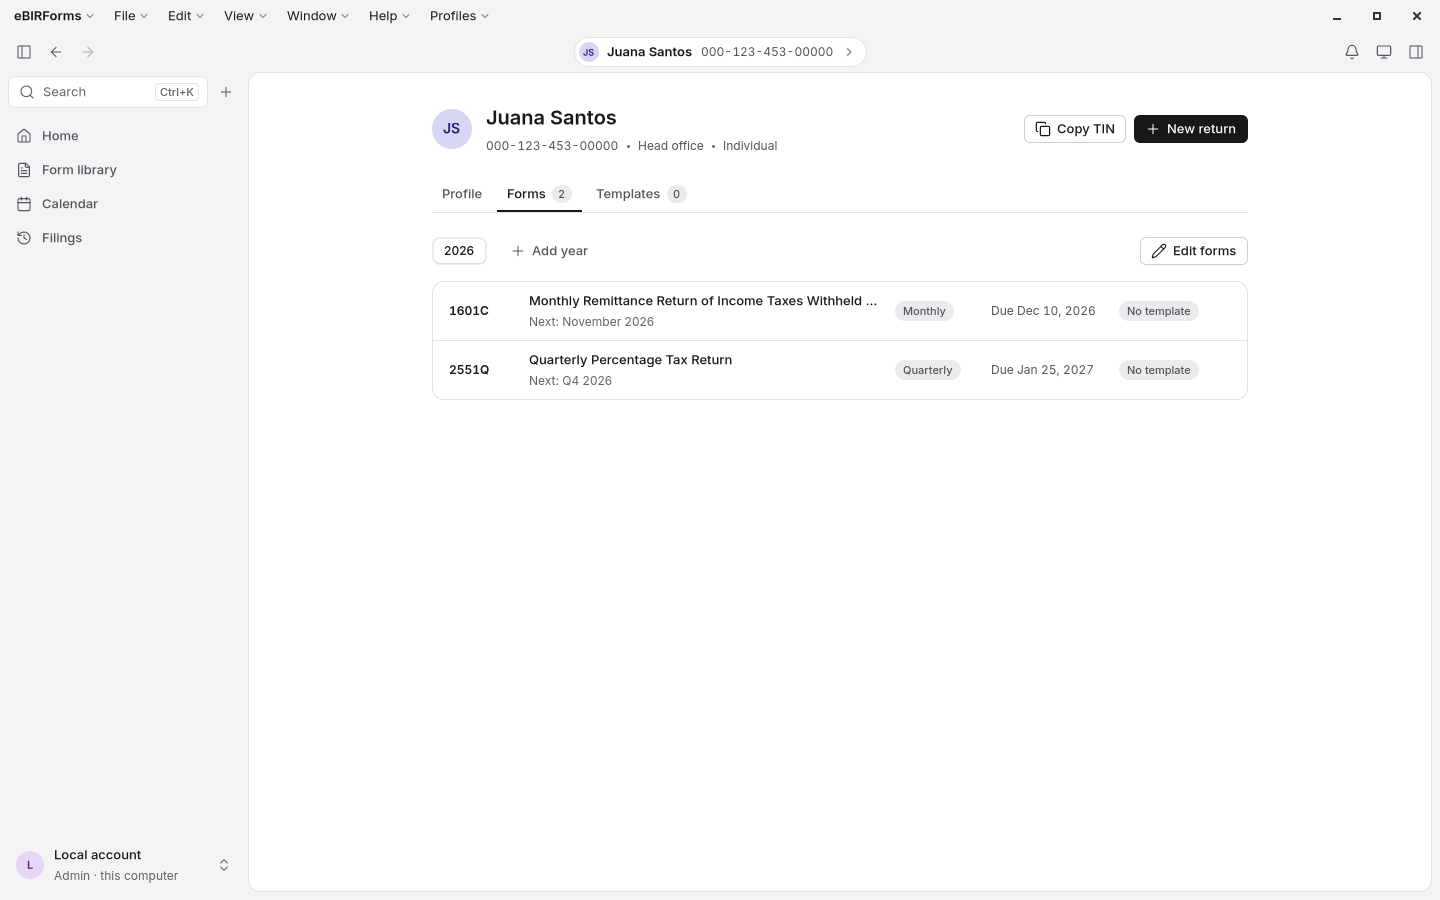 eBIRForms File Edit View Window Help Profiles
JS Juana Santos 000-123-453-00000
Search Ctrl+K
Home
Form library
Calendar
Filings
JS
Juana Santos
000-123-453-00000 • Head office • Individual
Copy TIN
New return
Profile Forms 2 Templates 0
2026 Add year Edit forms
1601C Monthly Remittance Return of Income Taxes Withheld ... Monthly Due Dec 10, 2026 No template
Next: November 2026
2551Q Quarterly Percentage Tax Return Quarterly Due Jan 25, 2027 No template
Next: Q4 2026
L
Local account
Admin · this computer